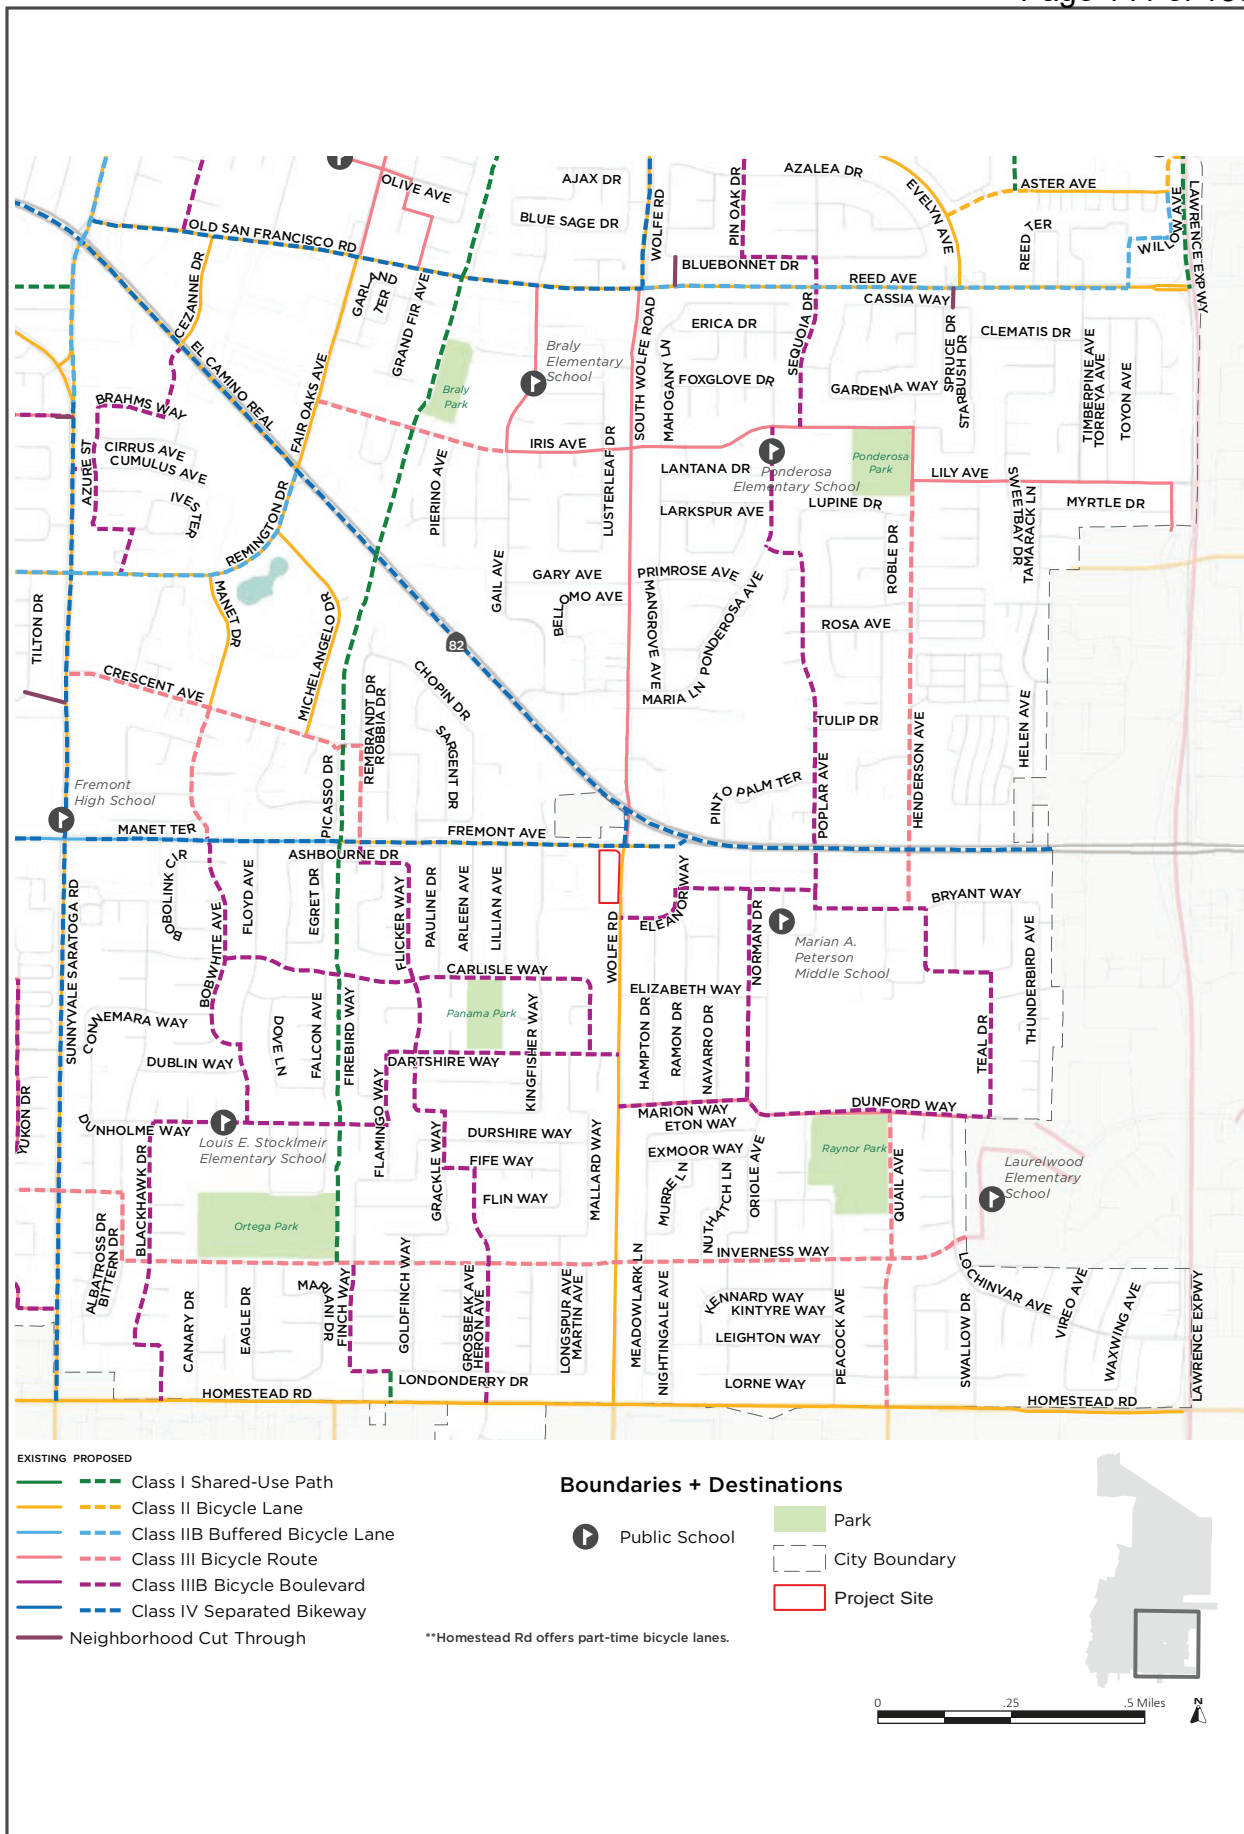 OLIVE AVE
AJAX DR
BLUE SAGE DR
WOLFE RD
PIN OAK DR
AZALEA DR
EVELYN AVE
ASTER AVE
REED TER
WILLOW AVE
LAWRENCE EXPWY
OLD SAN FRANCISCO RD
CEZANNE DR
GARLAND TER
GRAND FIR AVE
BLUEBONNET DR
REED AVE
CASSIA WAY
EL CAMINO REAL
FAIR OAKS AVE
SOUTH WOLFE ROAD
MAHOGANY LN
ERICA DR
SEQUOIA DR
SPRUCE DR
STARBUSH DR
CLEMATIS DR
TIMBERPINE AVE
TORREYA AVE
TOYON AVE
Braly
Elementary
School
Braly
Park
FOXGLOVE DR
GARDENIA WAY
BRAHMS WAY
CIRRUS AVE
CUMULUS AVE
IVES TER
AZURE ST
REMINGTON DR
PIERINO AVE
IRIS AVE
LUSTERLEAF DR
LANTANA DR
Ponderosa
Elementary School
Ponderosa
Park
LILY AVE
LARKSPUR AVE
LUPINE DR
SWEETBAY DR
TAMARACK LN
MYRTLE DR
ROBLE DR
GAIL AVE
GARY AVE
BELLOMO AVE
PRIMROSE AVE
MANGROVE AVE
PONDEROSA AVE
ROSA AVE
TILTON DR
MANET DR
MICHELANGELO DR
82
CRESCENT AVE
CHOPIN DR
MARIA LN
REMBRANDT DR
ROBBIA DR
SARGENT DR
TULIP DR
HELEN AVE
HENDERSON AVE
POPLAR AVE
PICASSO DR
PINTO PALM TER
Fremont
High School
MANET TER
FREMONT AVE
ASHBOURNE DR
BOBOLINK CIR
FLOYD AVE
EGRET DR
FLICKER WAY
PAULINE DR
ARLEEN AVE
LILLIAN AVE
ELEANOR WAY
BRYANT WAY
SUNNYVALE SARATOGA RD
BOBWHITE AVE
WOLFE RD
NORMAN DR
Marian A.
Peterson
Middle School
THUNDERBIRD AVE
CARLISLE WAY
ELIZABETH WAY
CONNEMARA WAY
DOVE LN
FALCON AVE
FIREBIRD WAY
Panama Park
KINGFISHER WAY
HAMPTON DR
RAMON DR
NAVARRO DR
TEAL DR
DUBLIN WAY
DARTSHIRE WAY
YUKON DR
FLAMINGO WAY
MARION WAY
ETON WAY
DUNFORD WAY
DUNHOLME WAY
Louis E. Stocklmeir
Elementary School
GRACKLE WAY
DURSHIRE WAY
MALLARD WAY
EXMOOR WAY
ORIOLE AVE
Raynor Park
Laurelwood
Elementary
School
BLACKHAWK DR
FIFE WAY
FLIN WAY
MURRE LN
NUTHATCH LN
QUAIL AVE
ALBATROSS DR
BITTERN DR
Ortega Park
INVERNESS WAY
LOCHINVAR AVE
MARLAND DR
FINCH WAY
GOLDFINCH WAY
GROSBEAK AVE
HERON AVE
LONGSPUR AVE
MARTIN AVE
MEADOWLARK LN
NIGHTINGALE AVE
KENNARD WAY
KINTYRE WAY
CANARY DR
EAGLE DR
LEIGHTON WAY
PEACOCK AVE
SWALLOW DR
VIREO AVE
WAXWING AVE
LAWRENCE EXPWY
LONDONDERRY DR
LORNE WAY
HOMESTEAD RD
HOMESTEAD RD
EXISTING PROPOSED
Class I Shared-Use Path
Class II Bicycle Lane
Class IIB Buffered Bicycle Lane
Class III Bicycle Route
Class IIIB Bicycle Boulevard
Class IV Separated Bikeway
Neighborhood Cut Through
Boundaries + Destinations
Public School
Park
City Boundary
Project Site
**Homestead Rd offers part-time bicycle lanes.
0 .25 .5 Miles
N